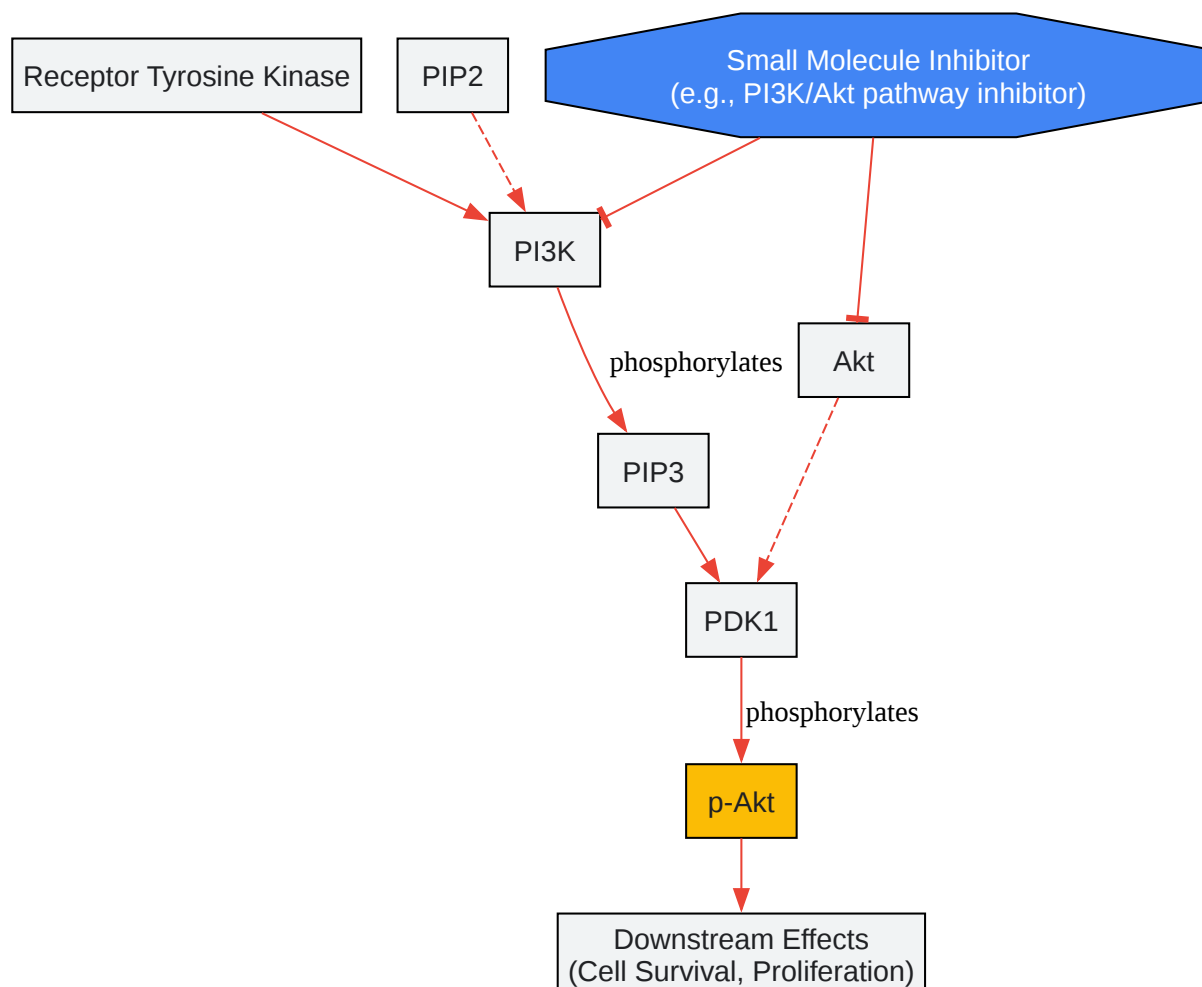 Receptor Tyrosine Kinase
PIP2
Small Molecule Inhibitor
(e.g., PI3K/Akt pathway inhibitor)
PI3K
phosphorylates
Akt
PIP3
PDK1
phosphorylates
p-Akt
Downstream Effects
(Cell Survival, Proliferation)